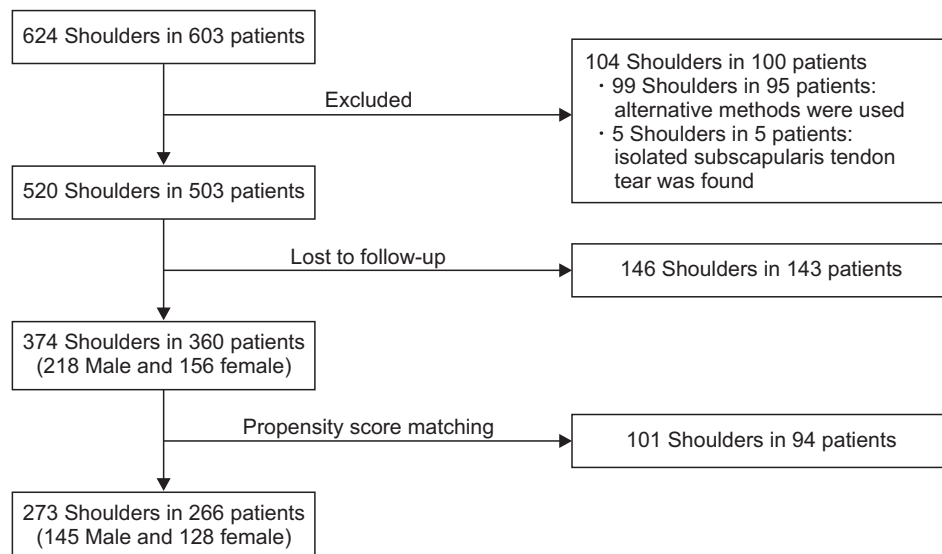 624 Shoulders in 603 patients
104 Shoulders in 100 patients
· 99 Shoulders in 95 patients:
alternative methods were used
· 5 Shoulders in 5 patients:
isolated subscapularis tendon
tear was found
Excluded
520 Shoulders in 503 patients
Lost to follow-up
146 Shoulders in 143 patients
374 Shoulders in 360 patients
(218 Male and 156 female)
Propensity score matching
101 Shoulders in 94 patients
273 Shoulders in 266 patients
(145 Male and 128 female)